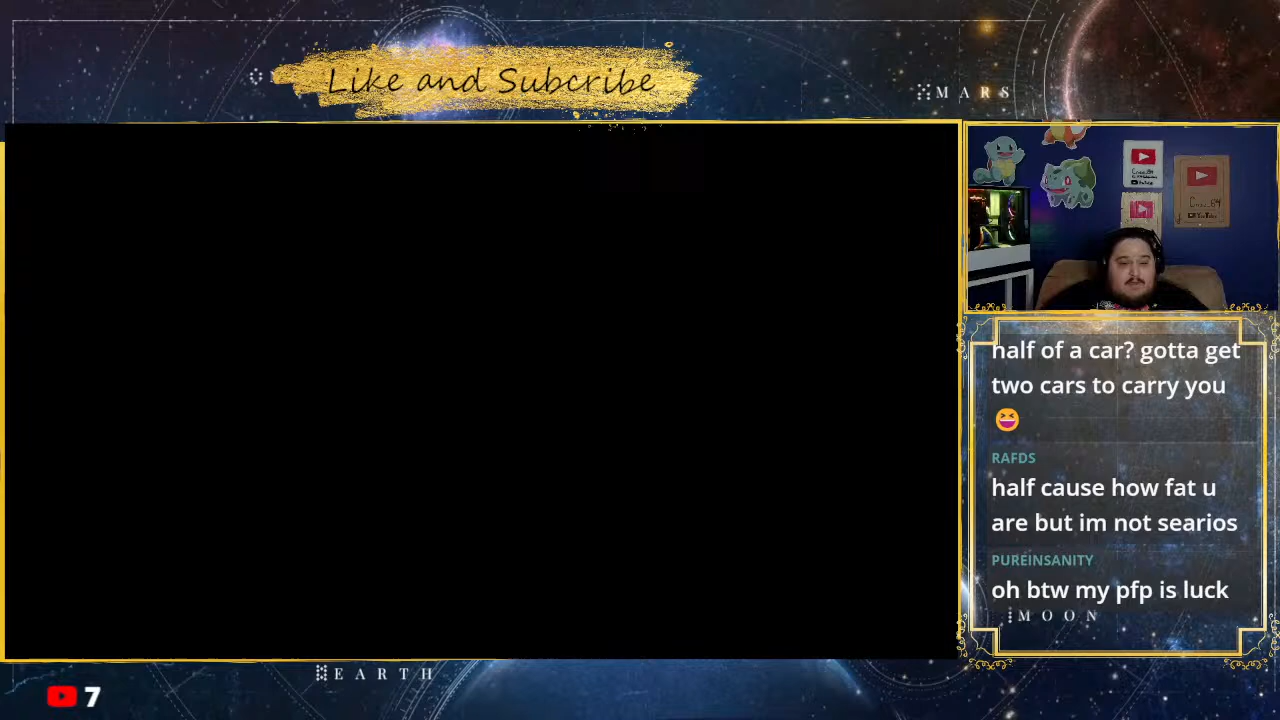 Like and Subcribe
MARS
half of a car? gotta get
two cars to carry you
RAFDS
half cause how fat u
are but im not searios
PUREINSANITY
oh btw my pfp is luck
MOON
EARTH
7